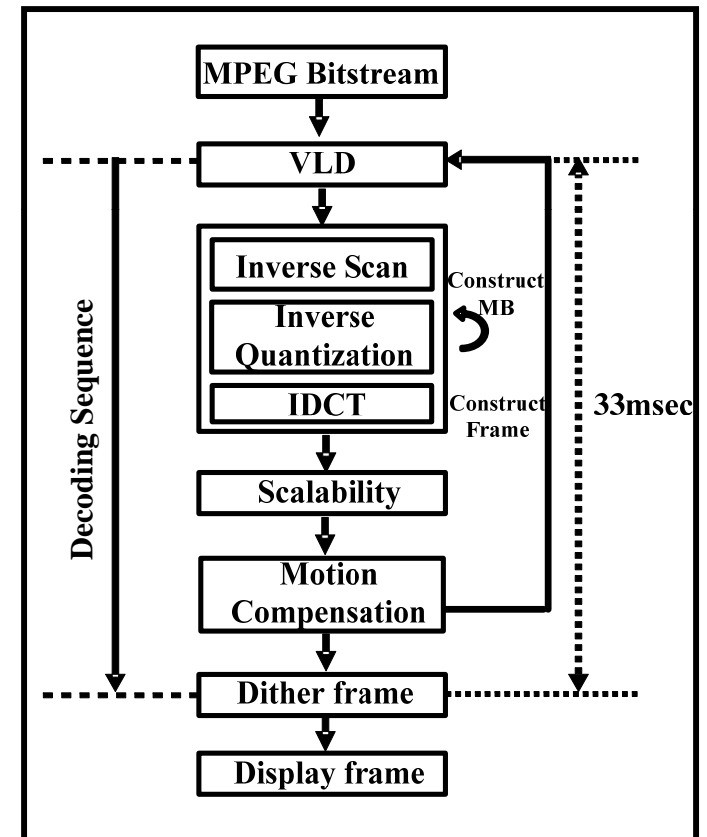 MPEG Bitstream
VLD
Inverse Scan
Construct
MB
Inverse
Quantization
IDCT
Construct
Frame
33msec
Decoding Sequence
Scalability
Motion
Compensation
Dither frame
Display frame